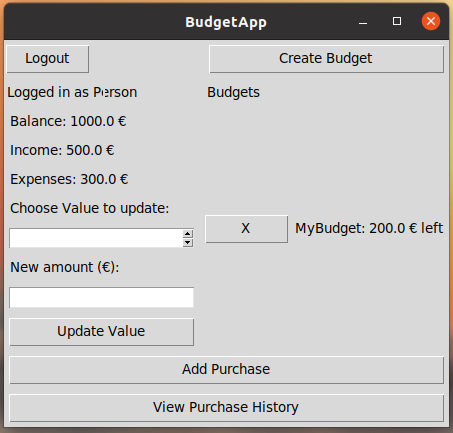 BudgetApp
Logout
Create Budget
Logged in as Person
Budgets
Balance: 1000.0 €
Income: 500.0 €
Expenses: 300.0 €
Choose Value to update:
X
MyBudget: 200.0 € left
New amount (€):
Update Value
Add Purchase
View Purchase History